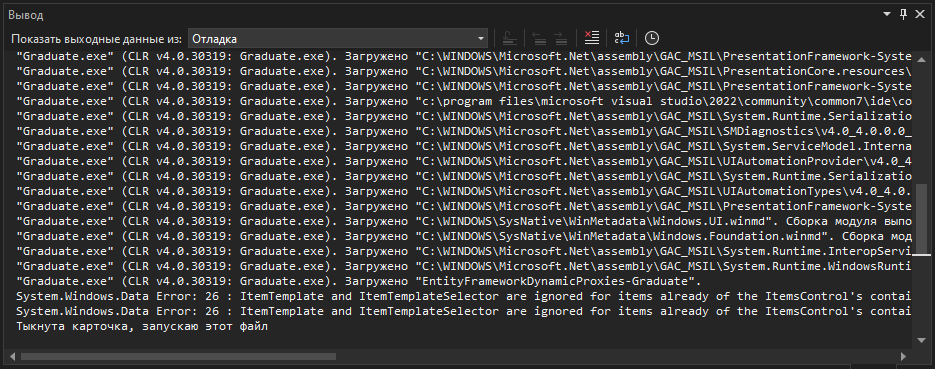 Вывод
Показать выходные данные из: Отладка
"Graduate.exe" (CLR v4.0.30319: Graduate.exe). Загружено "C:\WINDOWS\Microsoft.Net\assembly\GAC_MSIL\PresentationFramework-Syste
"Graduate.exe" (CLR v4.0.30319: Graduate.exe). Загружено "C:\WINDOWS\Microsoft.Net\assembly\GAC_MSIL\PresentationCore.resources\
"Graduate.exe" (CLR v4.0.30319: Graduate.exe). Загружено "C:\WINDOWS\Microsoft.Net\assembly\GAC_MSIL\PresentationFramework-Syste
"Graduate.exe" (CLR v4.0.30319: Graduate.exe). Загружено "c:\program files\microsoft visual studio\2022\community\common7\ide\co
"Graduate.exe" (CLR v4.0.30319: Graduate.exe). Загружено "C:\WINDOWS\Microsoft.Net\assembly\GAC_MSIL\System.Runtime.Serializatio
"Graduate.exe" (CLR v4.0.30319: Graduate.exe). Загружено "C:\WINDOWS\Microsoft.Net\assembly\GAC_MSIL\SMDiagnostics\v4.0_4.0.0.0_
"Graduate.exe" (CLR v4.0.30319: Graduate.exe). Загружено "C:\WINDOWS\Microsoft.Net\assembly\GAC_MSIL\System.ServiceModel.Interna
"Graduate.exe" (CLR v4.0.30319: Graduate.exe). Загружено "C:\WINDOWS\Microsoft.Net\assembly\GAC_MSIL\UIAutomationProvider\v4.0_4
"Graduate.exe" (CLR v4.0.30319: Graduate.exe). Загружено "C:\WINDOWS\Microsoft.Net\assembly\GAC_MSIL\System.Runtime.Serializatio
"Graduate.exe" (CLR v4.0.30319: Graduate.exe). Загружено "C:\WINDOWS\Microsoft.Net\assembly\GAC_MSIL\UIAutomationTypes\v4.0_4.0.
"Graduate.exe" (CLR v4.0.30319: Graduate.exe). Загружено "C:\WINDOWS\Microsoft.Net\assembly\GAC_MSIL\PresentationFramework-Syste
"Graduate.exe" (CLR v4.0.30319: Graduate.exe). Загружено "C:\WINDOWS\SysNative\WinMetadata\Windows.UI.winmd". Сборка модуля выпо
"Graduate.exe" (CLR v4.0.30319: Graduate.exe). Загружено "C:\WINDOWS\SysNative\WinMetadata\Windows.Foundation.winmd". Сборка мод
"Graduate.exe" (CLR v4.0.30319: Graduate.exe). Загружено "C:\WINDOWS\Microsoft.Net\assembly\GAC_MSIL\System.Runtime.InteropServi
"Graduate.exe" (CLR v4.0.30319: Graduate.exe). Загружено "C:\WINDOWS\Microsoft.Net\assembly\GAC_MSIL\System.Runtime.WindowsRunti
"Graduate.exe" (CLR v4.0.30319: Graduate.exe). Загружено "EntityFrameworkDynamicProxies-Graduate".
System.Windows.Data Error: 26 : ItemTemplate and ItemTemplateSelector are ignored for items already of the ItemsControl's contai
System.Windows.Data Error: 26 : ItemTemplate and ItemTemplateSelector are ignored for items already of the ItemsControl's contai
Тыкнута карточка, запускаю этот файл